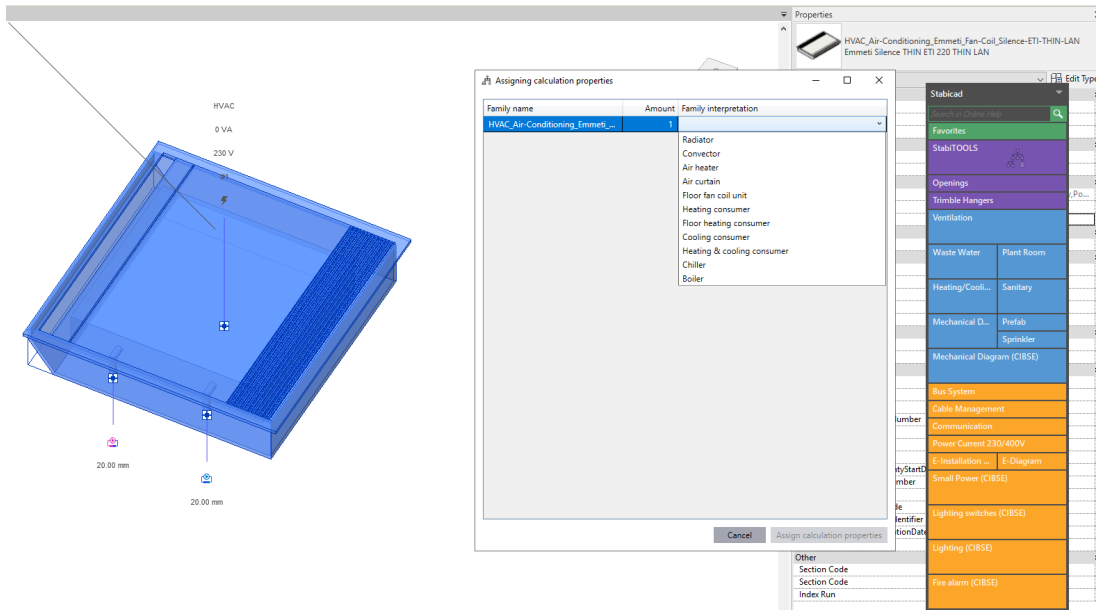 Properties
HVAC_Air-Conditioning_Emmeti_Fan-Coil_Silence-ETI-THIN-LAN
Emmeti Silence THIN ETI 220 THIN LAN
Edit Type
HVAC
0 VA
230 V
20.00 mm
20.00 mm
Assigning calculation properties
Family name Amount Family interpretation
HVAC_Air-Conditioning_Emmeti_... 1
Radiator
Convector
Air heater
Air curtain
Floor fan coil unit
Heating consumer
Floor heating consumer
Cooling consumer
Heating & cooling consumer
Chiller
Boiler
Cancel Assign calculation properties
Stabicad
Search in Online Help
Favorites
StabiTOOLS
Openings
Trimble Hangers
Ventilation
Waste Water Plant Room
Heating/Cooli... Sanitary
Mechanical D... Prefab
Sprinkler
Mechanical Diagram (CIBSE)
Bus System
Cable Management
Communication
Power Current 230/400V
E-Installation ... E-Diagram
Small Power (CIBSE)
Lighting switches (CIBSE)
Lighting (CIBSE)
Fire alarm (CIBSE)
Other
Section Code
Section Code
Index Run